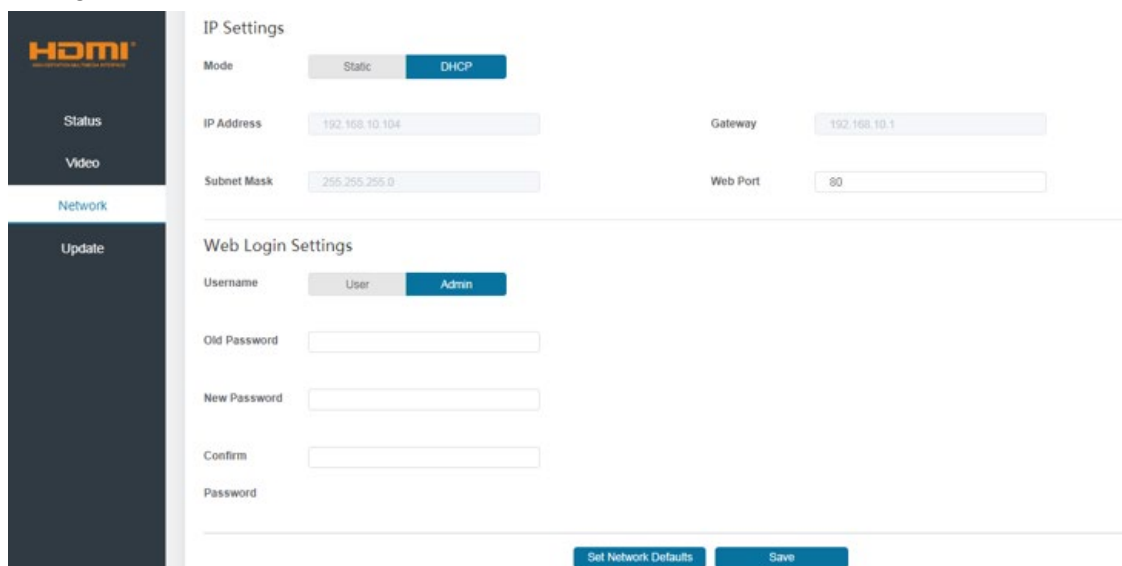 HDMI
Status
Video
Network
Update
IP Settings
Mode Static DHCP
IP Address 192.168.10.104 Gateway 192.168.10.1
Subnet Mask 255.255.255.0 Web Port 80
Web Login Settings
Username User Admin
Old Password
New Password
Confirm
Password
Set Network Defaults Save